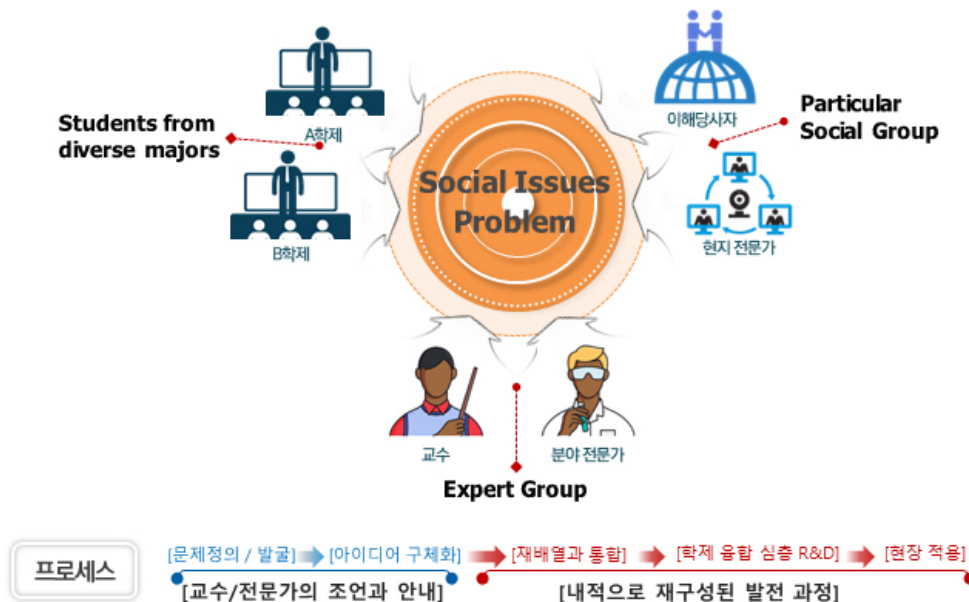 Students from
diverse majors
A학제
B학제
Social Issues
Problem
이해당사자
현지 전문가
Particular
Social Group
교수
분야 전문가
Expert Group
프로세스
[문제정의 / 발굴]
[아이디어 구체화]
[재배열과 통합]
[학제 융합 심층 R&D]
[현장 적용]
[교수/전문가의 조언과 안내]
[내적으로 재구성된 발전 과정]